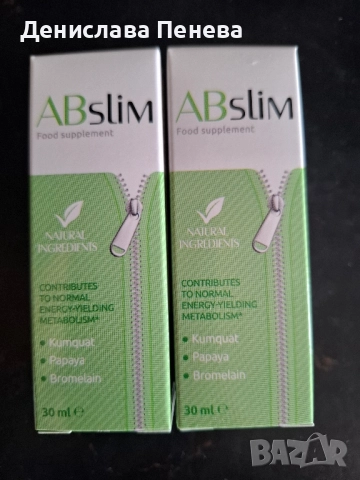 Денислава Пенева
ABSLIM
Food supplement
NATURAL
INGREDIENTS
CONTRIBUTES
TO NORMAL
ENERGY-YIELDING
METABOLISM*
• Kumquat
• Papaya
• Bromelain
30 ml e
ABSLIM
Food supplement
NATURAL
INGREDIENTS
CONTRIBUTES
TO NORMAL
ENERGY-YIELDING
METABOLISM*
• Kumquat
• Papaya
• Bromelain
30 ml e
BAZAR